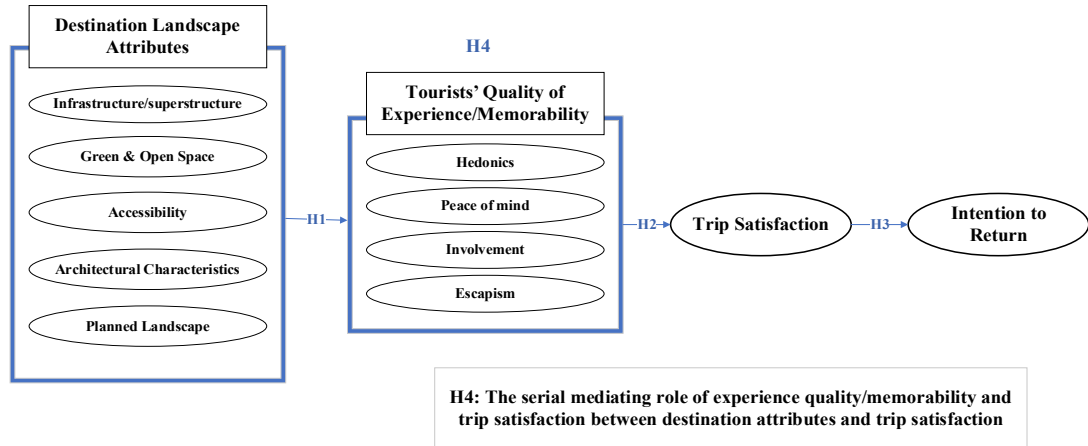 Destination Landscape
Attributes
Infrastructure/superstructure
Green & Open Space
Accessibility
Architectural Characteristics
Planned Landscape
H1
H4
Tourists' Quality of
Experience/Memorability
Hedonics
Peace of mind
Involvement
Escapism
H2
Trip Satisfaction
H3
Intention to
Return
H4: The serial mediating role of experience quality/memorability and
trip satisfaction between destination attributes and trip satisfaction